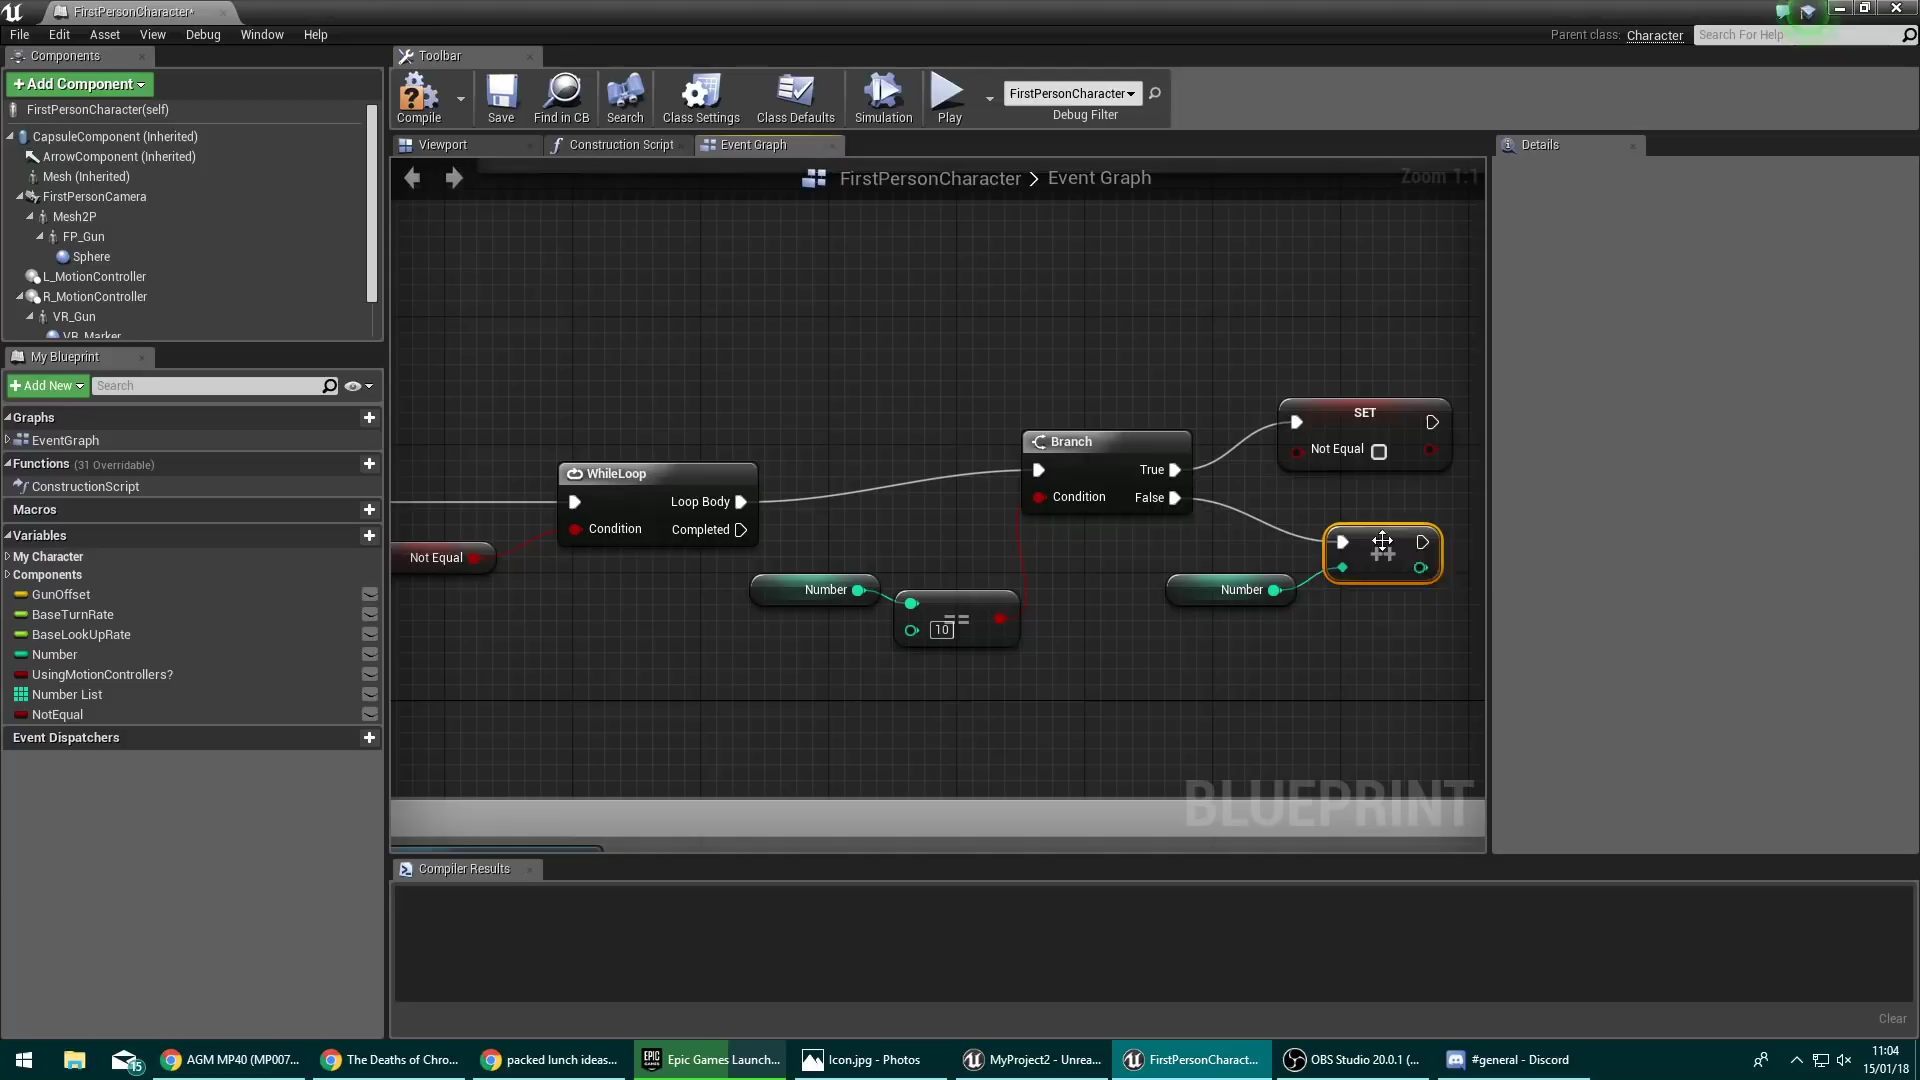 FirstPersonCharacter*
File Edit Asset View Debug Window Help
Parent class: Character
Search For Help
Components
Toolbar
+Add Component
FirstPersonCharacter(self)
CapsuleComponent (Inherited)
ArrowComponent (Inherited)
Mesh (Inherited)
FirstPersonCamera
Mesh2P
FP_Gun
Sphere
L_MotionController
R_MotionController
VR_Gun
VR_Marker
Compile
Save
Find in CB
Search
Class Settings
Class Defaults
Simulation
Play
FirstPersonCharacter
Debug Filter
Viewport
Construction Script
Event Graph
Details
FirstPersonCharacter > Event Graph
Zoom 1:1
My Blueprint
+Add New
Search
Graphs
EventGraph
Functions (31 Overridable)
ConstructionScript
Macros
Variables
My Character
Components
GunOffset
BaseTurnRate
BaseLookUpRate
Number
UsingMotionControllers?
Number List
NotEqual
Event Dispatchers
Not Equal
WhileLoop
Loop Body
Condition
Completed
Number
==
10
Branch
True
Condition
False
SET
Not Equal
Number
++
BLUEPRINT
Compiler Results
Clear
15
AGM MP40 (MP007...
The Deaths of Chro...
packed lunch ideas...
EPIC GAMES
Epic Games Launch...
Icon.jpg - Photos
MyProject2 - Unrea...
FirstPersonCharact...
OBS Studio 20.0.1 (...
#general - Discord
11:04
15/01/18